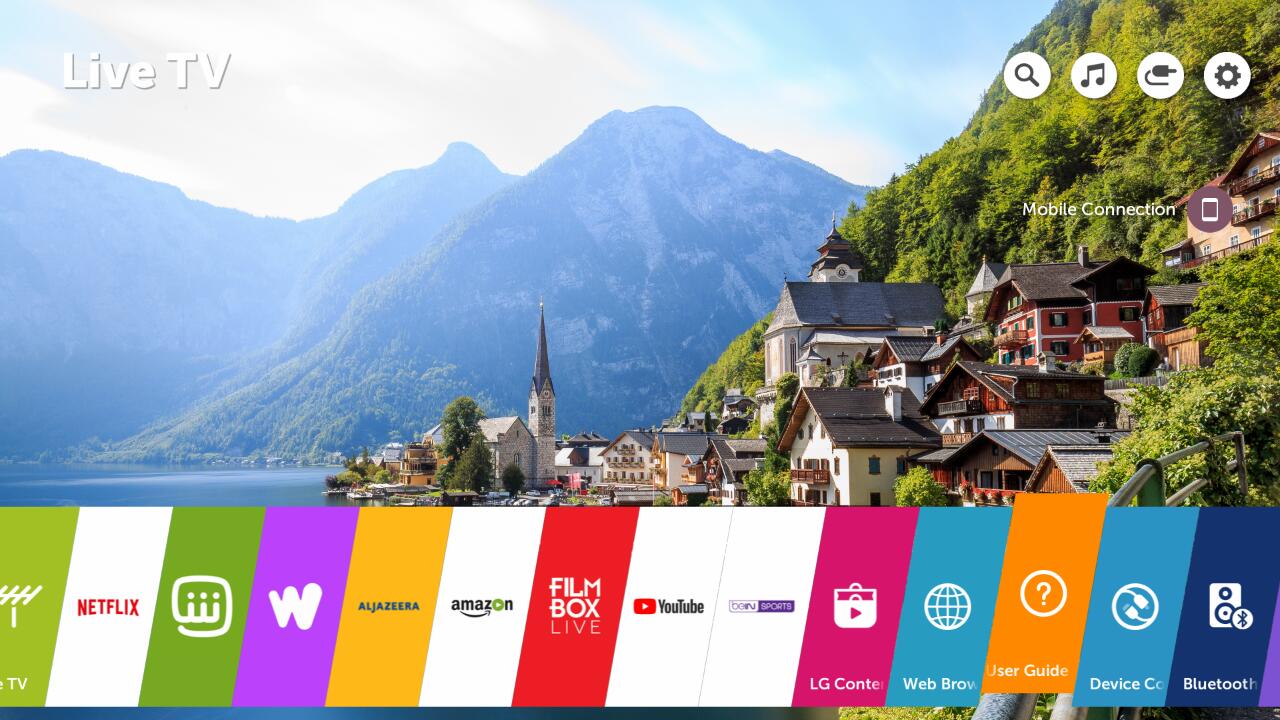 Live TV
Mobile Connection
NETFLIX
ALJAZEERA
amazon
FILM
BOX
LIVE
YouTube
beIN SPORTS
e TV
LG Conte
Web Brow
User Guide
Device Co
Bluetooth